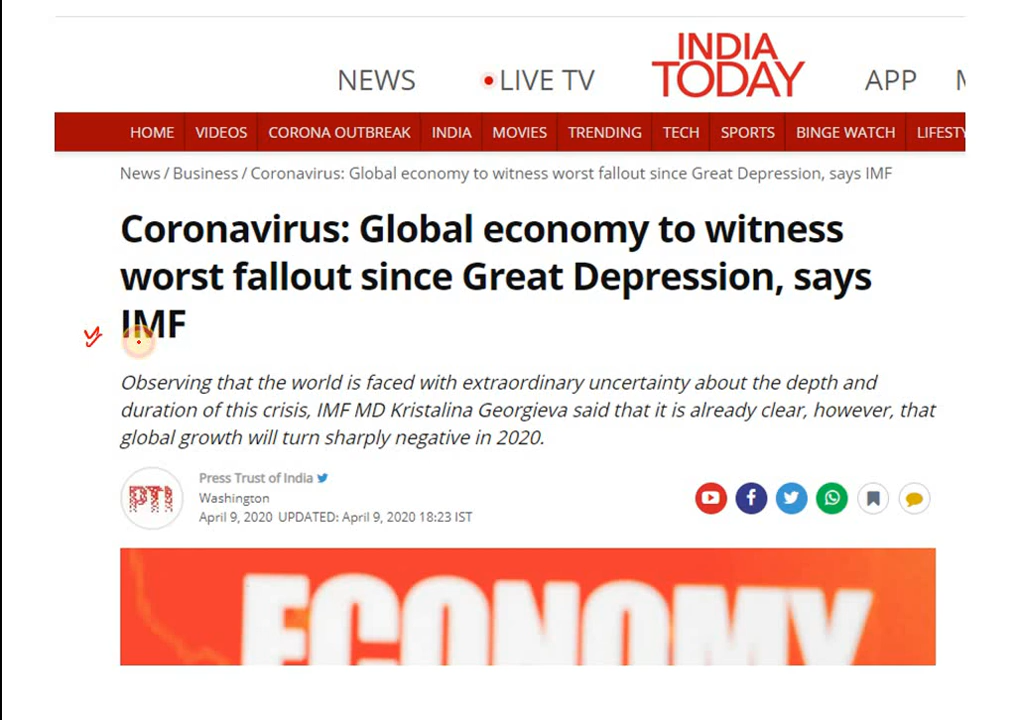 INDIA
TODAY
NEWS
LIVE TV
APP
HOME VIDEOS CORONA OUTBREAK INDIA MOVIES TRENDING TECH SPORTS BINGE WATCH LIFESTY
News / Business / Coronavirus: Global economy to witness worst fallout since Great Depression, says IMF
Coronavirus: Global economy to witness
worst fallout since Great Depression, says
IMF
Observing that the world is faced with extraordinary uncertainty about the depth and
duration of this crisis, IMF MD Kristalina Georgieva said that it is already clear, however, that
global growth will turn sharply negative in 2020.
PTI
Press Trust of India
Washington
April 9, 2020 UPDATED: April 9, 2020 18:23 IST
ECONOMY